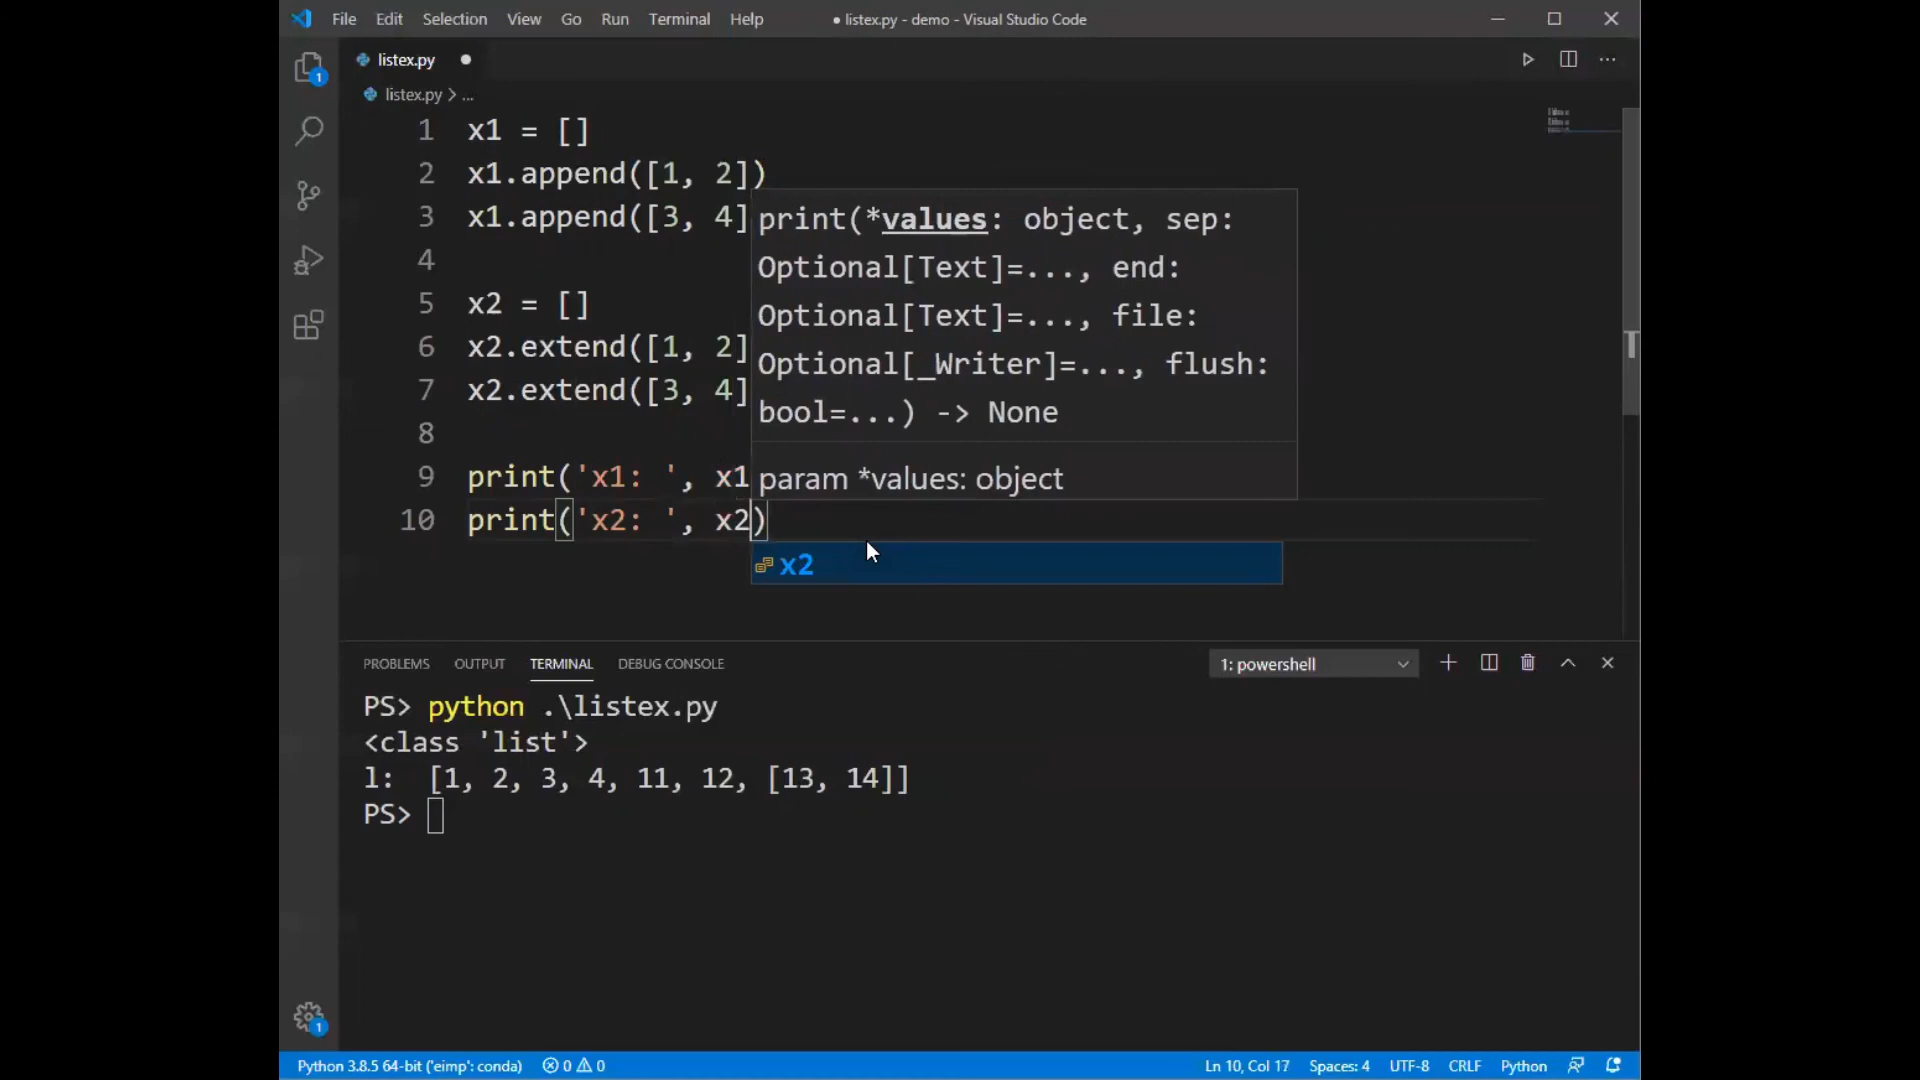 File Edit Selection View Go Run Terminal Help ● listex.py - demo - Visual Studio Code
listex.py ●
listex.py > ...
1 x1 = []
2 x1.append([1, 2])
3 x1.append([3, 4]
4
5 x2 = []
6 x2.extend([1, 2]
7 x2.extend([3, 4]
8
9 print('x1: ', x1
10 print('x2: ', x2)
print(*values: object, sep:
Optional[Text]=..., end:
Optional[Text]=..., file:
Optional[_Writer]=..., flush:
bool=...) -> None
param *values: object
x2
PROBLEMS OUTPUT TERMINAL DEBUG CONSOLE 1: powershell
PS> python .\listex.py
<class 'list'>
l:  [1, 2, 3, 4, 11, 12, [13, 14]]
PS>
1
1
Python 3.8.5 64-bit ('eimp': conda) 0 0 Ln 10, Col 17 Spaces: 4 UTF-8 CRLF Python